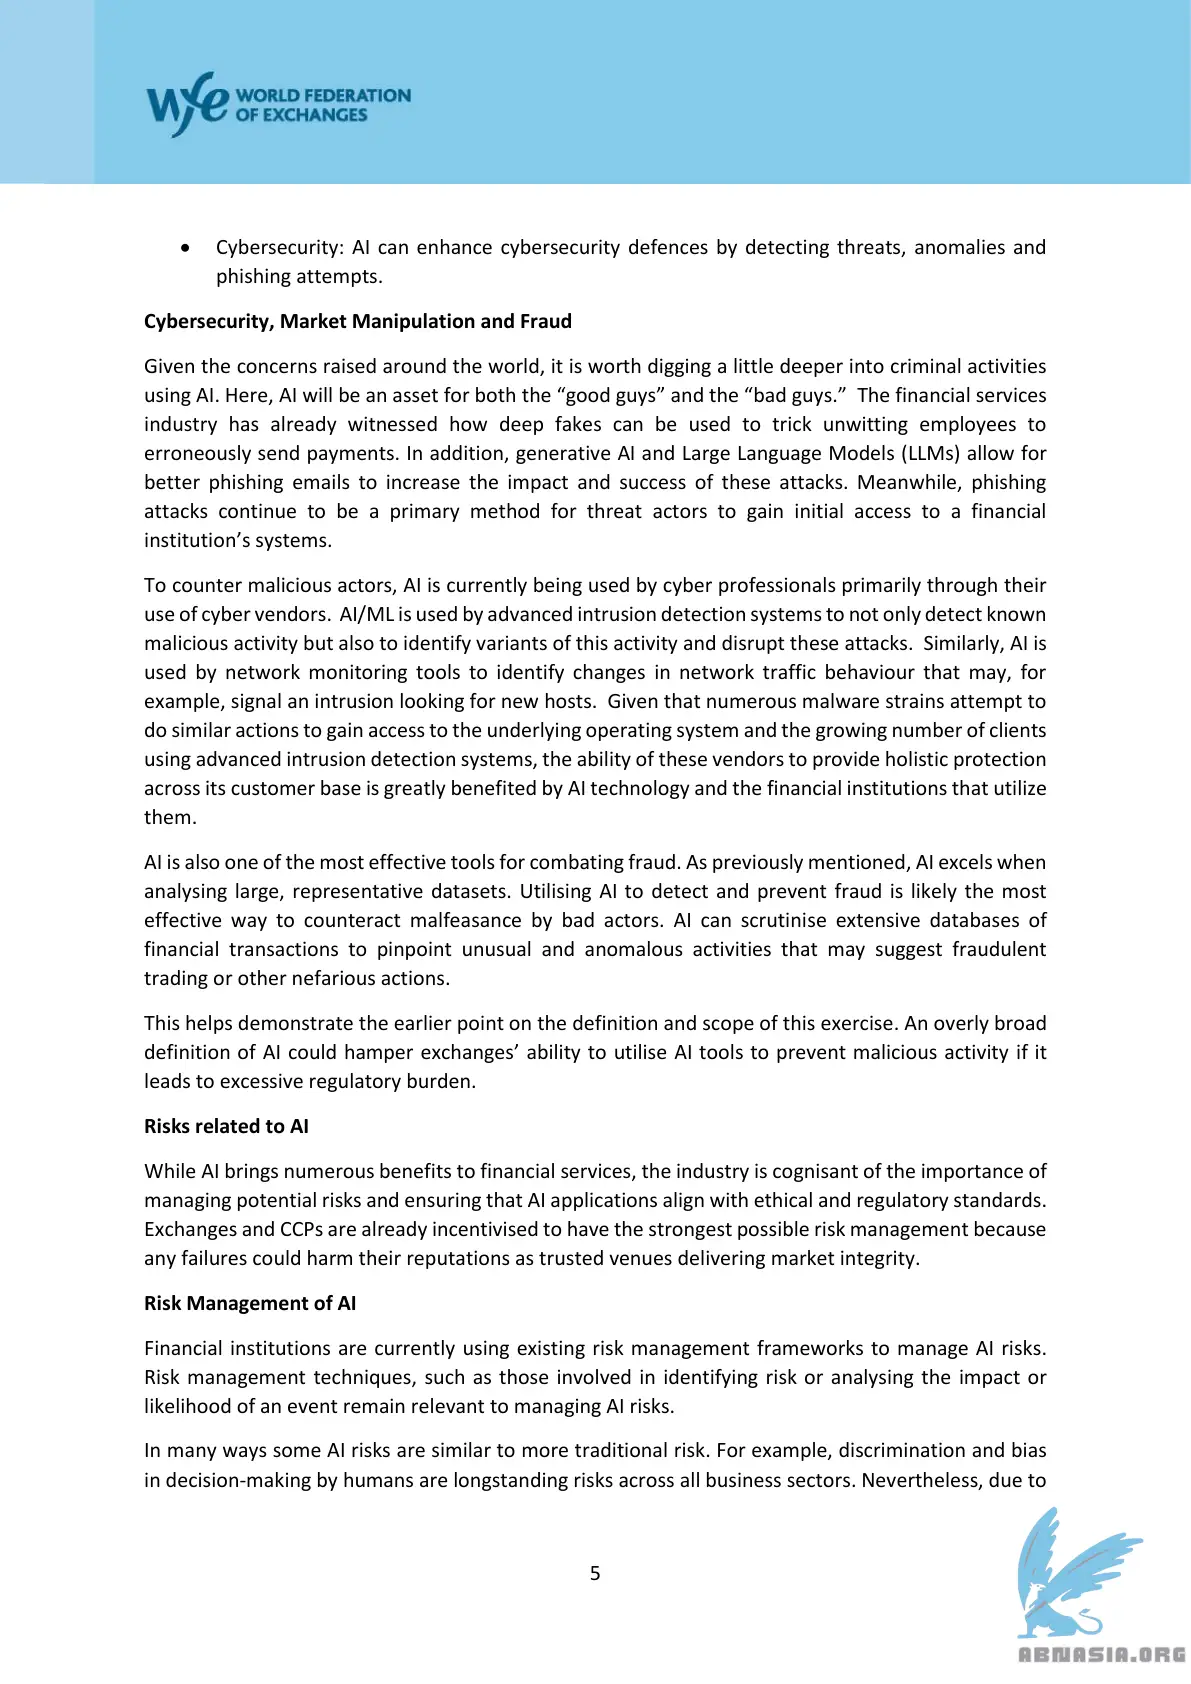 wfe WORLD FEDERATION
OF EXCHANGES
• Cybersecurity: AI can enhance cybersecurity defences by detecting threats, anomalies and
phishing attempts.
Cybersecurity, Market Manipulation and Fraud
Given the concerns raised around the world, it is worth digging a little deeper into criminal activities
using AI. Here, AI will be an asset for both the “good guys” and the “bad guys.”  The financial services
industry has already witnessed how deep fakes can be used to trick unwitting employees to
erroneously send payments. In addition, generative AI and Large Language Models (LLMs) allow for
better phishing emails to increase the impact and success of these attacks. Meanwhile, phishing
attacks continue to be a primary method for threat actors to gain initial access to a financial
institution’s systems.
To counter malicious actors, AI is currently being used by cyber professionals primarily through their
use of cyber vendors.  AI/ML is used by advanced intrusion detection systems to not only detect known
malicious activity but also to identify variants of this activity and disrupt these attacks.  Similarly, AI is
used by network monitoring tools to identify changes in network traffic behaviour that may, for
example, signal an intrusion looking for new hosts.  Given that numerous malware strains attempt to
do similar actions to gain access to the underlying operating system and the growing number of clients
using advanced intrusion detection systems, the ability of these vendors to provide holistic protection
across its customer base is greatly benefited by AI technology and the financial institutions that utilize
them.
AI is also one of the most effective tools for combating fraud. As previously mentioned, AI excels when
analysing large, representative datasets. Utilising AI to detect and prevent fraud is likely the most
effective way to counteract malfeasance by bad actors. AI can scrutinise extensive databases of
financial transactions to pinpoint unusual and anomalous activities that may suggest fraudulent
trading or other nefarious actions.
This helps demonstrate the earlier point on the definition and scope of this exercise. An overly broad
definition of AI could hamper exchanges’ ability to utilise AI tools to prevent malicious activity if it
leads to excessive regulatory burden.
Risks related to AI
While AI brings numerous benefits to financial services, the industry is cognisant of the importance of
managing potential risks and ensuring that AI applications align with ethical and regulatory standards.
Exchanges and CCPs are already incentivised to have the strongest possible risk management because
any failures could harm their reputations as trusted venues delivering market integrity.
Risk Management of AI
Financial institutions are currently using existing risk management frameworks to manage AI risks.
Risk management techniques, such as those involved in identifying risk or analysing the impact or
likelihood of an event remain relevant to managing AI risks.
In many ways some AI risks are similar to more traditional risk. For example, discrimination and bias
in decision-making by humans are longstanding risks across all business sectors. Nevertheless, due to
5
ABNASIA.ORG